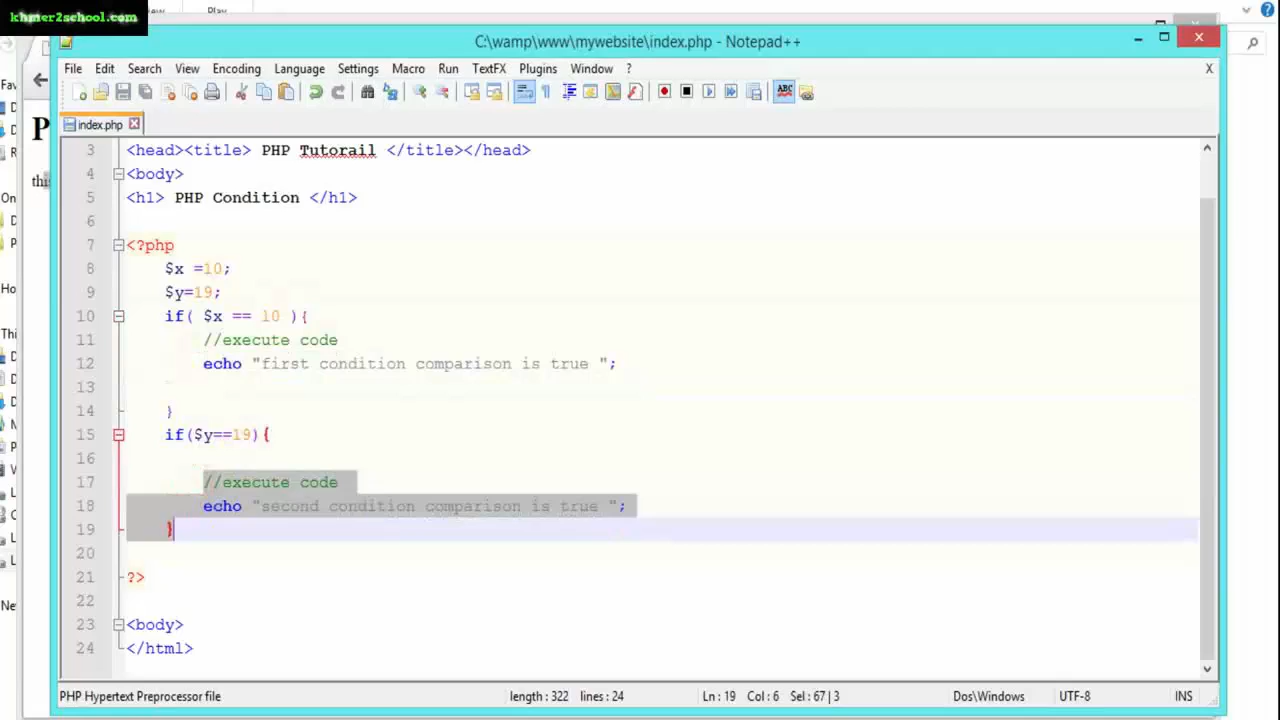 khmer2school.com
Play
C:\wamp\www\mywebsite\index.php - Notepad++
File Edit Search View Encoding Language Settings Macro Run TextFX Plugins Window ? X
index.php
3 <head><title> PHP Tutorail </title></head>
4 <body>
5 <h1> PHP Condition </h1>
6
7 <?php
8 $x =10;
9 $y=19;
10 if( $x == 10 ){
11 //execute code
12 echo "first condition comparison is true ";
13
14 }
15 if($y==19){
16
17 //execute code
18 echo "second condition comparison is true ";
19 }
20
21 ?>
22
23 <body>
24 </html>
PHP Hypertext Preprocessor file length : 322 lines : 24 Ln : 19 Col : 6 Sel : 67 | 3 Dos\Windows UTF-8 INS